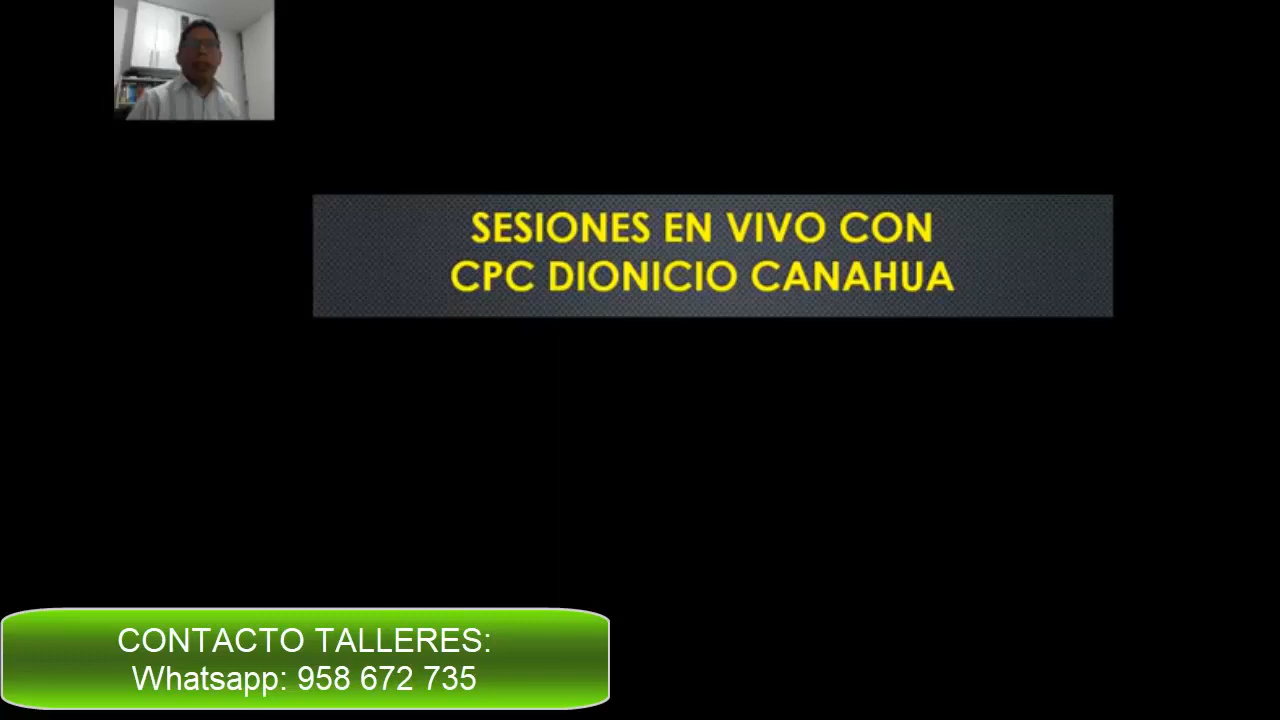 SESIONES EN VIVO CON
CPC DIONICIO CANAHUA
CONTACTO TALLERES:
Whatsapp: 958 672 735